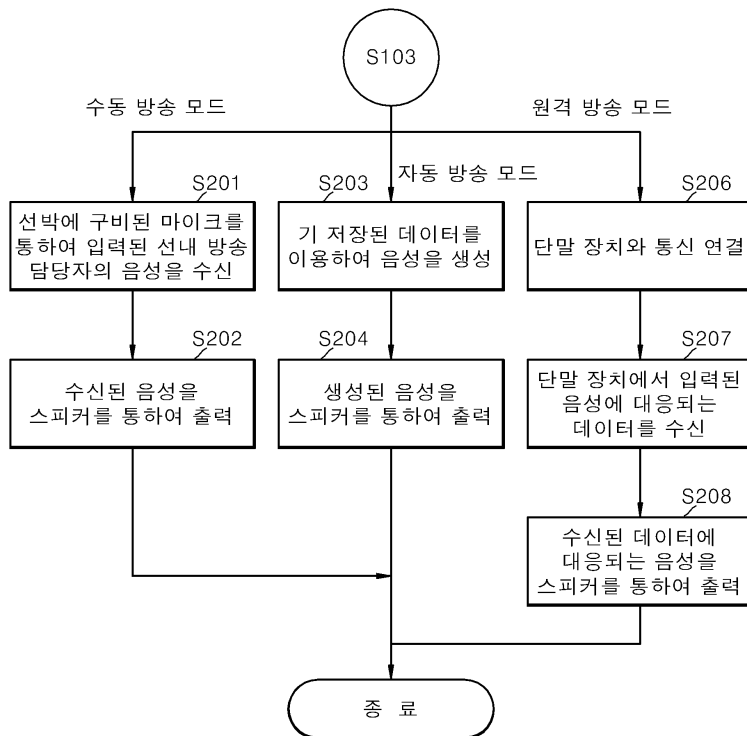 S103
수동 방송 모드
원격 방송 모드
자동 방송 모드
S201
선박에 구비된 마이크를
통하여 입력된 선내 방송
담당자의 음성을 수신
S203
기 저장된 데이터를
이용하여 음성을 생성
S206
단말 장치와 통신 연결
S202
수신된 음성을
스피커를 통하여 출력
S204
생성된 음성을
스피커를 통하여 출력
S207
단말 장치에서 입력된
음성에 대응되는
데이터를 수신
S208
수신된 데이터에
대응되는 음성을
스피커를 통하여 출력
종 료